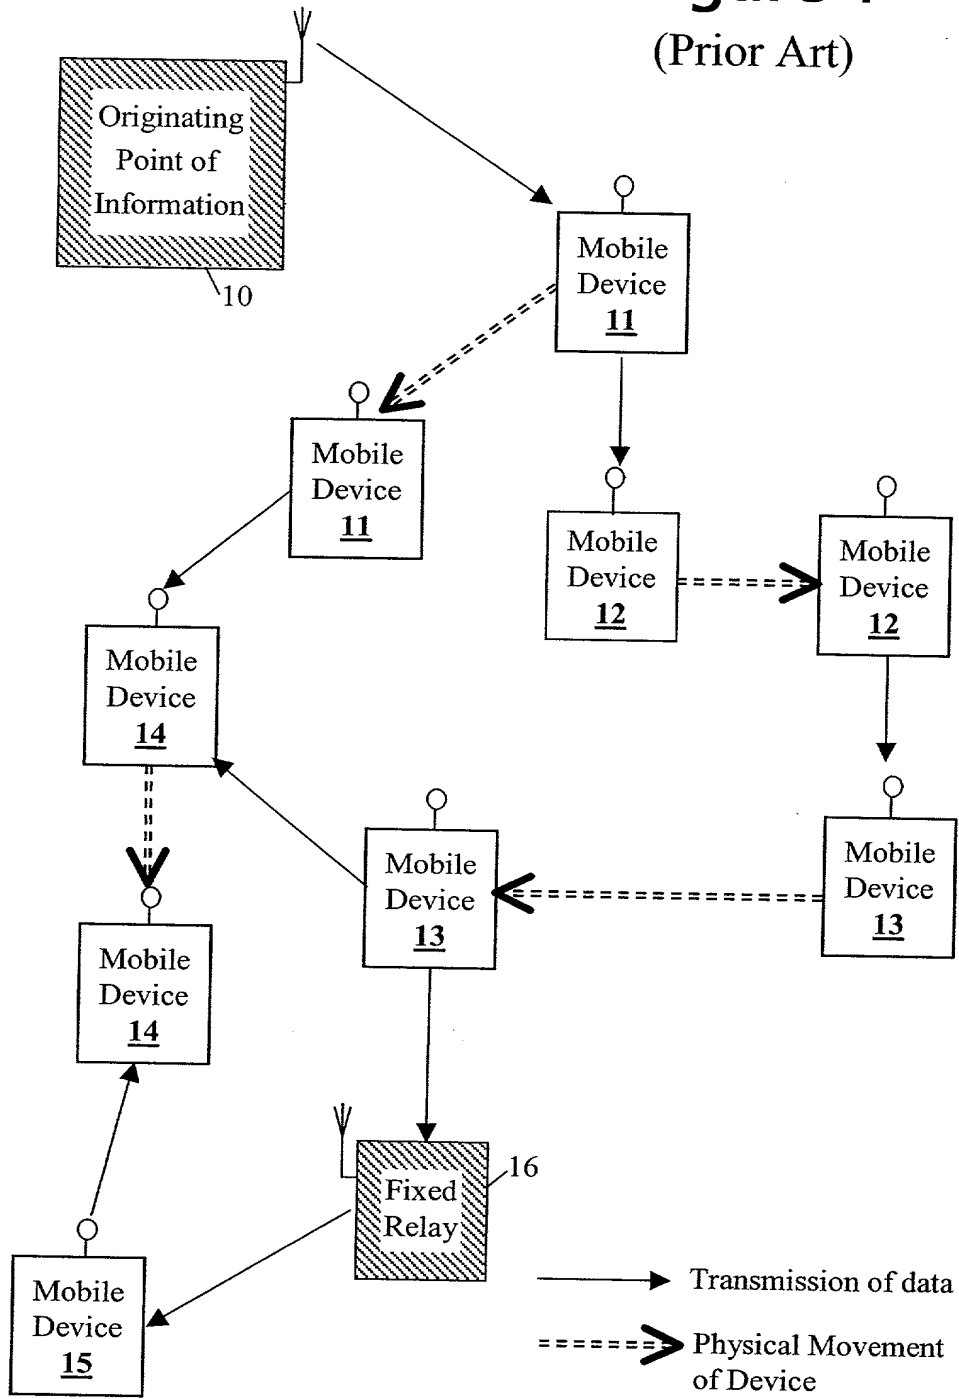 (Prior Art)
Originating
Point of
Information
10
Mobile
Device
11
Mobile
Device
11
Mobile
Device
12
Mobile
Device
12
Mobile
Device
14
Mobile
Device
13
Mobile
Device
13
Mobile
Device
14
Fixed
Relay
16
Mobile
Device
15
Transmission of data
Physical Movement
of Device